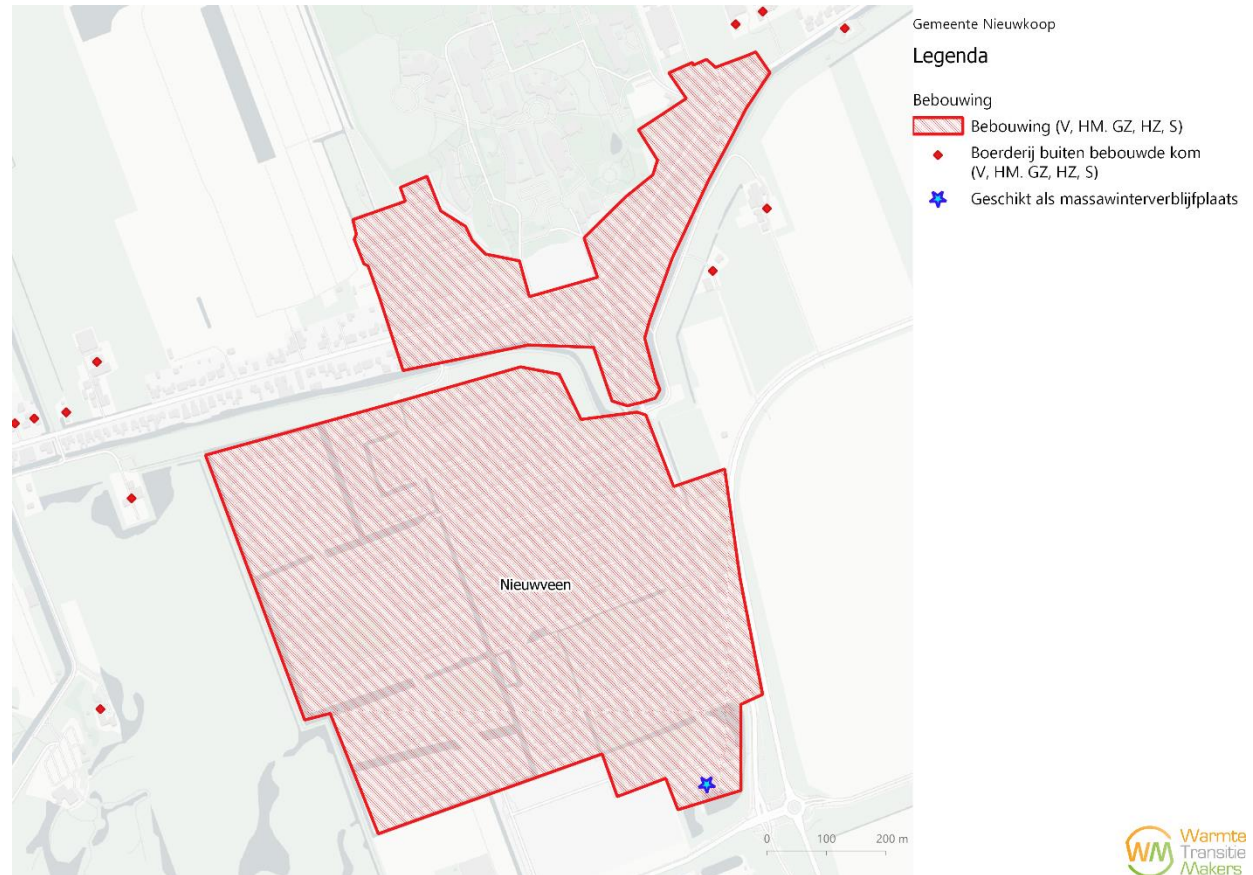 Gemeente Nieuwkoop
Legenda
Bebouwing
Bebouwing (V, HM. GZ, HZ, S)
Boerderij buiten bebouwde kom
(V, HM. GZ, HZ, S)
Geschikt als massawinterverblijfplaats
Nieuwveen
0 100 200 m
WM
Warmte
Transitie
Makers